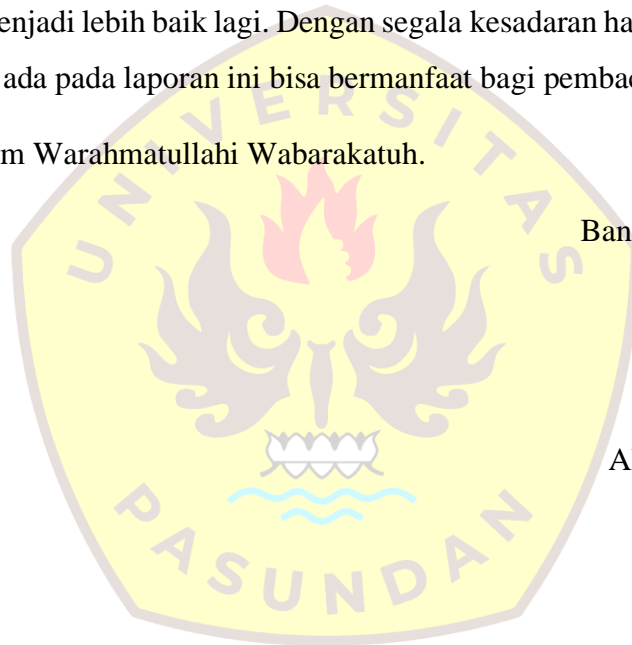 enjadi lebih baik lagi. Dengan segala kesadaran ha
ada pada laporan ini bisa bermanfaat bagi pembac
m Warahmatullahi Wabarakatuh.
Ban
A
UNIVERSITAS
PASUNDAN